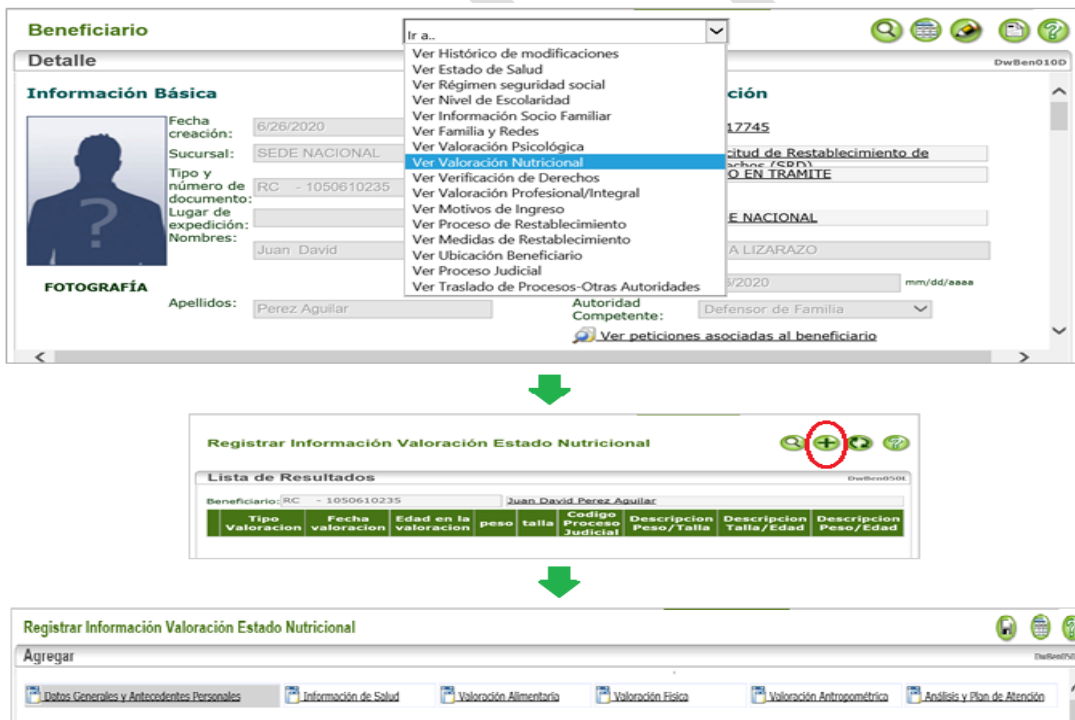 Beneficiario
Ir a..
Detalle
DwBen010D
Ver Histórico de modificaciones
Ver Estado de Salud
Ver Régimen seguridad social
Ver Nivel de Escolaridad
Ver Información Socio Familiar
Ver Familia y Redes
Ver Valoración Psicológica
Ver Valoración Nutricional
Ver Verificación de Derechos
Ver Valoración Profesional/Integral
Ver Motivos de Ingreso
Ver Proceso de Restablecimiento
Ver Medidas de Restablecimiento
Ver Ubicación Beneficiario
Ver Proceso Judicial
Ver Traslado de Procesos-Otras Autoridades
Información Básica
ción
Fecha creación:
6/26/2020
17745
Sucursal:
SEDE NACIONAL
citud de Restablecimiento de
echos (SRD)
Tipo y número de documento:
RC - 1050610235
O EN TRAMITE
Lugar de expedición:
E NACIONAL
Nombres:
Juan David
A LIZARAZO
FOTOGRAFÍA
/2020
mm/dd/aaaa
Apellidos:
Perez Aguilar
Autoridad Competente:
Defensor de Familia
Ver peticiones asociadas al beneficiario
Registrar Información Valoración Estado Nutricional
Lista de Resultados
DwBen050L
Beneficiario: RC - 1050610235 Juan David Perez Aguilar
Tipo Valoracion
Fecha valoracion
Edad en la valoracion
peso
talla
Codigo Proceso Judicial
Descripcion Peso/Talla
Descripcion Talla/Edad
Descripcion Peso/Edad
Registrar Información Valoración Estado Nutricional
Agregar
Datos Generales y Antecedentes Personales
Información de Salud
Valoración Alimentaria
Valoración Física
Valoración Antropométrica
Análisis y Plan de Atención